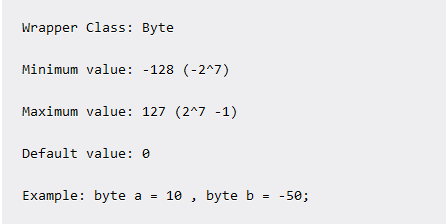 Wrapper Class: Byte
Minimum value: -128 (-2^7)
Maximum value: 127 (2^7 -1)
Default value: 0
Example: byte a = 10 , byte b = -50;